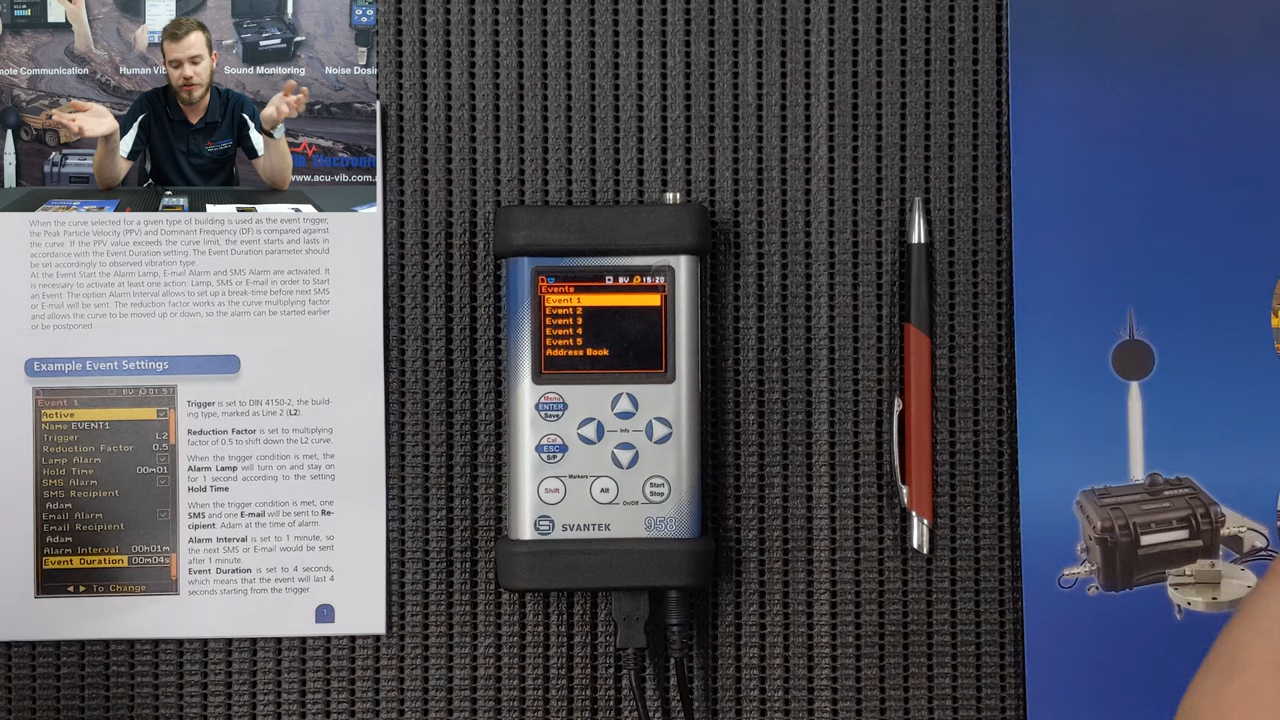 mote Communication
Human Vib
Sound Monitoring
Noise Dosi
www.acu-vib.com.a
When the curve selected for a given type of building is used as the event trigger,
the Peak Particle Velocity (PPV) and Dominant Frequency (DF) is compared against
the curve. If the PPV value exceeds the curve limit, the event starts and lasts in
accordance with the Event Duration setting. The Event Duration parameter should
be set accordingly to observed vibration type.
At the Event Start the Alarm Lamp, E-mail Alarm and SMS Alarm are activated. It
is necessary to activate at least one action: Lamp, SMS or E-mail in order to Start
an Event. The option Alarm Interval allows to set up a break-time before next SMS
or E-mail will be sent. The reduction factor works as the curve multiplying factor
and allows the curve to be moved up or down, so the alarm can be started earlier
or be postponed
Example Event Settings
BV 01:57
Event 1
Active
Name EVENT1
Trigger L2
Reduction Factor 0.5
Lamp Alarm
Hold Time 00m01
SMS Alarm
SMS Recipient
Adam
Email Alarm
Email Recipient
Adam
Alarm Interval 00h01m
Event Duration 00m04s
To Change
Trigger is set to DIN 4150-2, the build-
ing type, marked as Line 2 (L2).
Reduction Factor is set to multiplying
factor of 0.5 to shift down the L2 curve.
When the trigger condition is met, the
Alarm Lamp will turn on and stay on
for 1 second according to the setting
Hold Time.
When the trigger condition is met, one
SMS and one E-mail will be sent to Re-
cipient: Adam at the time of alarm.
Alarm Interval is set to 1 minute, so
the next SMS or E-mail would be sent
after 1 minute.
Event Duration is set to 4 seconds,
which means that the event will last 4
seconds starting from the trigger.
1
BV 15:20
Events
Event 1
Event 2
Event 3
Event 4
Event 5
Address Book
Menu
ENTER
Save
Cal
ESC
S/P
Info
Markers
Shift
Alt
Start
Stop
On/Off
SVANTEK
958